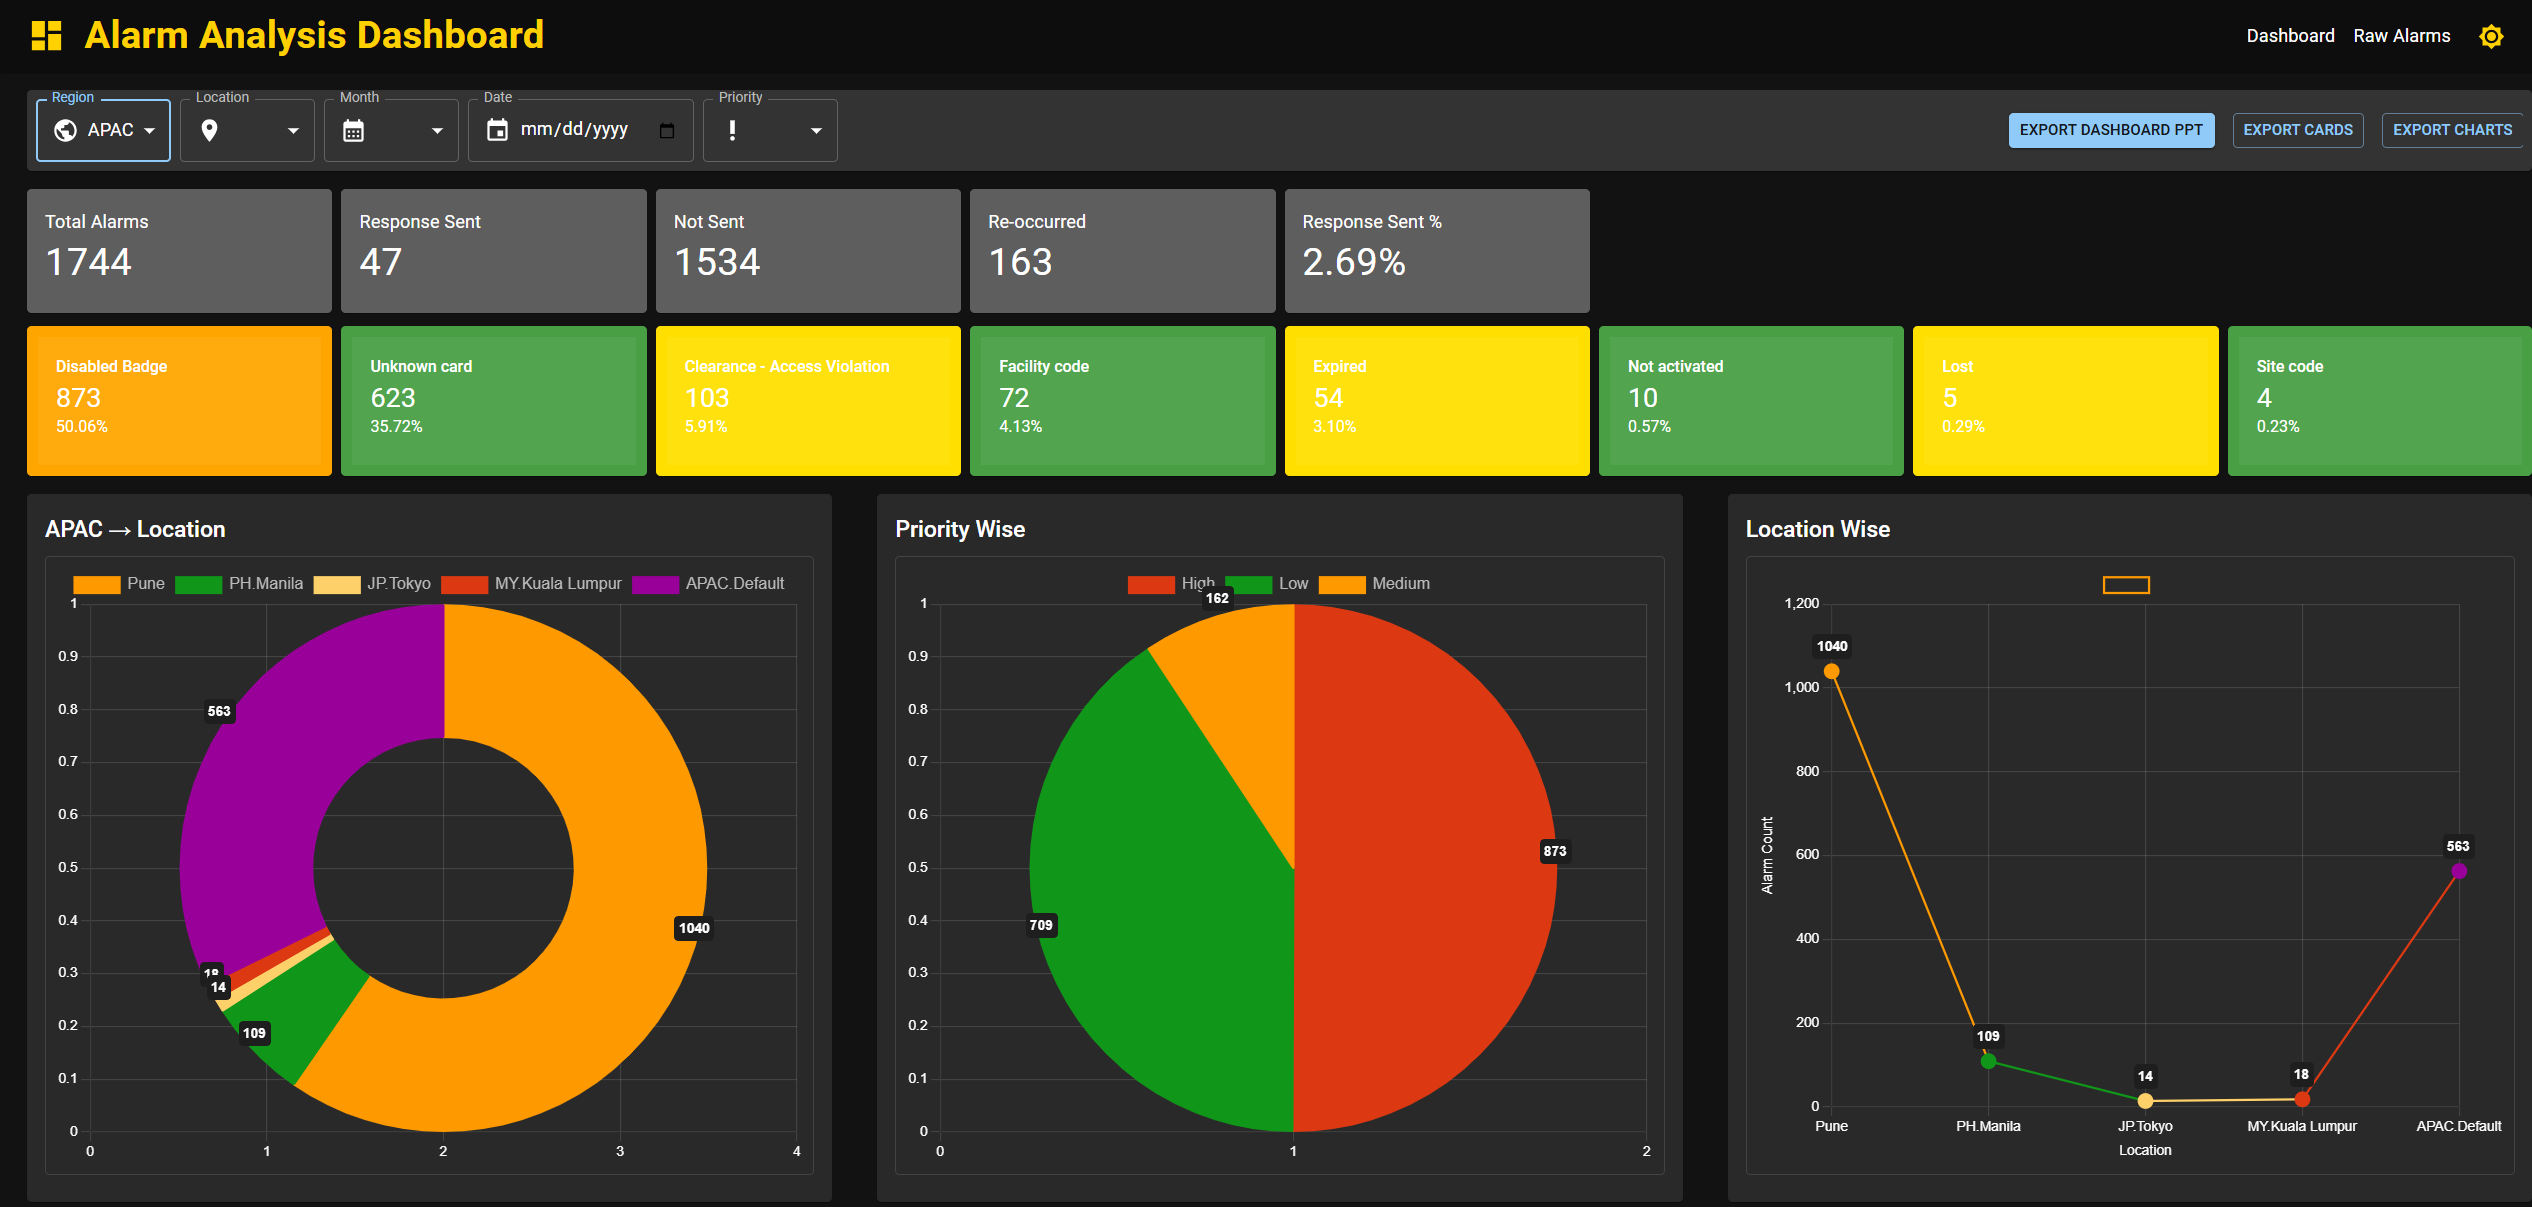 Alarm Analysis Dashboard
Dashboard Raw Alarms
Region Location Month Date Priority
APAC mm/dd/yyyy
EXPORT DASHBOARD PPT EXPORT CARDS EXPORT CHARTS
Total Alarms
1744
Response Sent
47
Not Sent
1534
Re-occurred
163
Response Sent %
2.69%
Disabled Badge
873
50.06%
Unknown card
623
35.72%
Clearance - Access Violation
103
5.91%
Facility code
72
4.13%
Expired
54
3.10%
Not activated
10
0.57%
Lost
5
0.29%
Site code
4
0.23%
APAC → Location
Pune PH.Manila JP.Tokyo MY.Kuala Lumpur APAC.Default
1
0.9
0.8
0.7
0.6
0.5
0.4
0.3
0.2
0.1
0
0 1 2 3 4
563
1040
18
14
109
Priority Wise
High Low Medium
162
1
0.9
0.8
0.7
0.6
0.5
0.4
0.3
0.2
0.1
0
0 1 2
873
709
Location Wise
1,200
1,000
800
600
400
200
0
Alarm Count
1040
109
14
18
563
Pune PH.Manila JP.Tokyo MY.Kuala Lumpur APAC.Default
Location